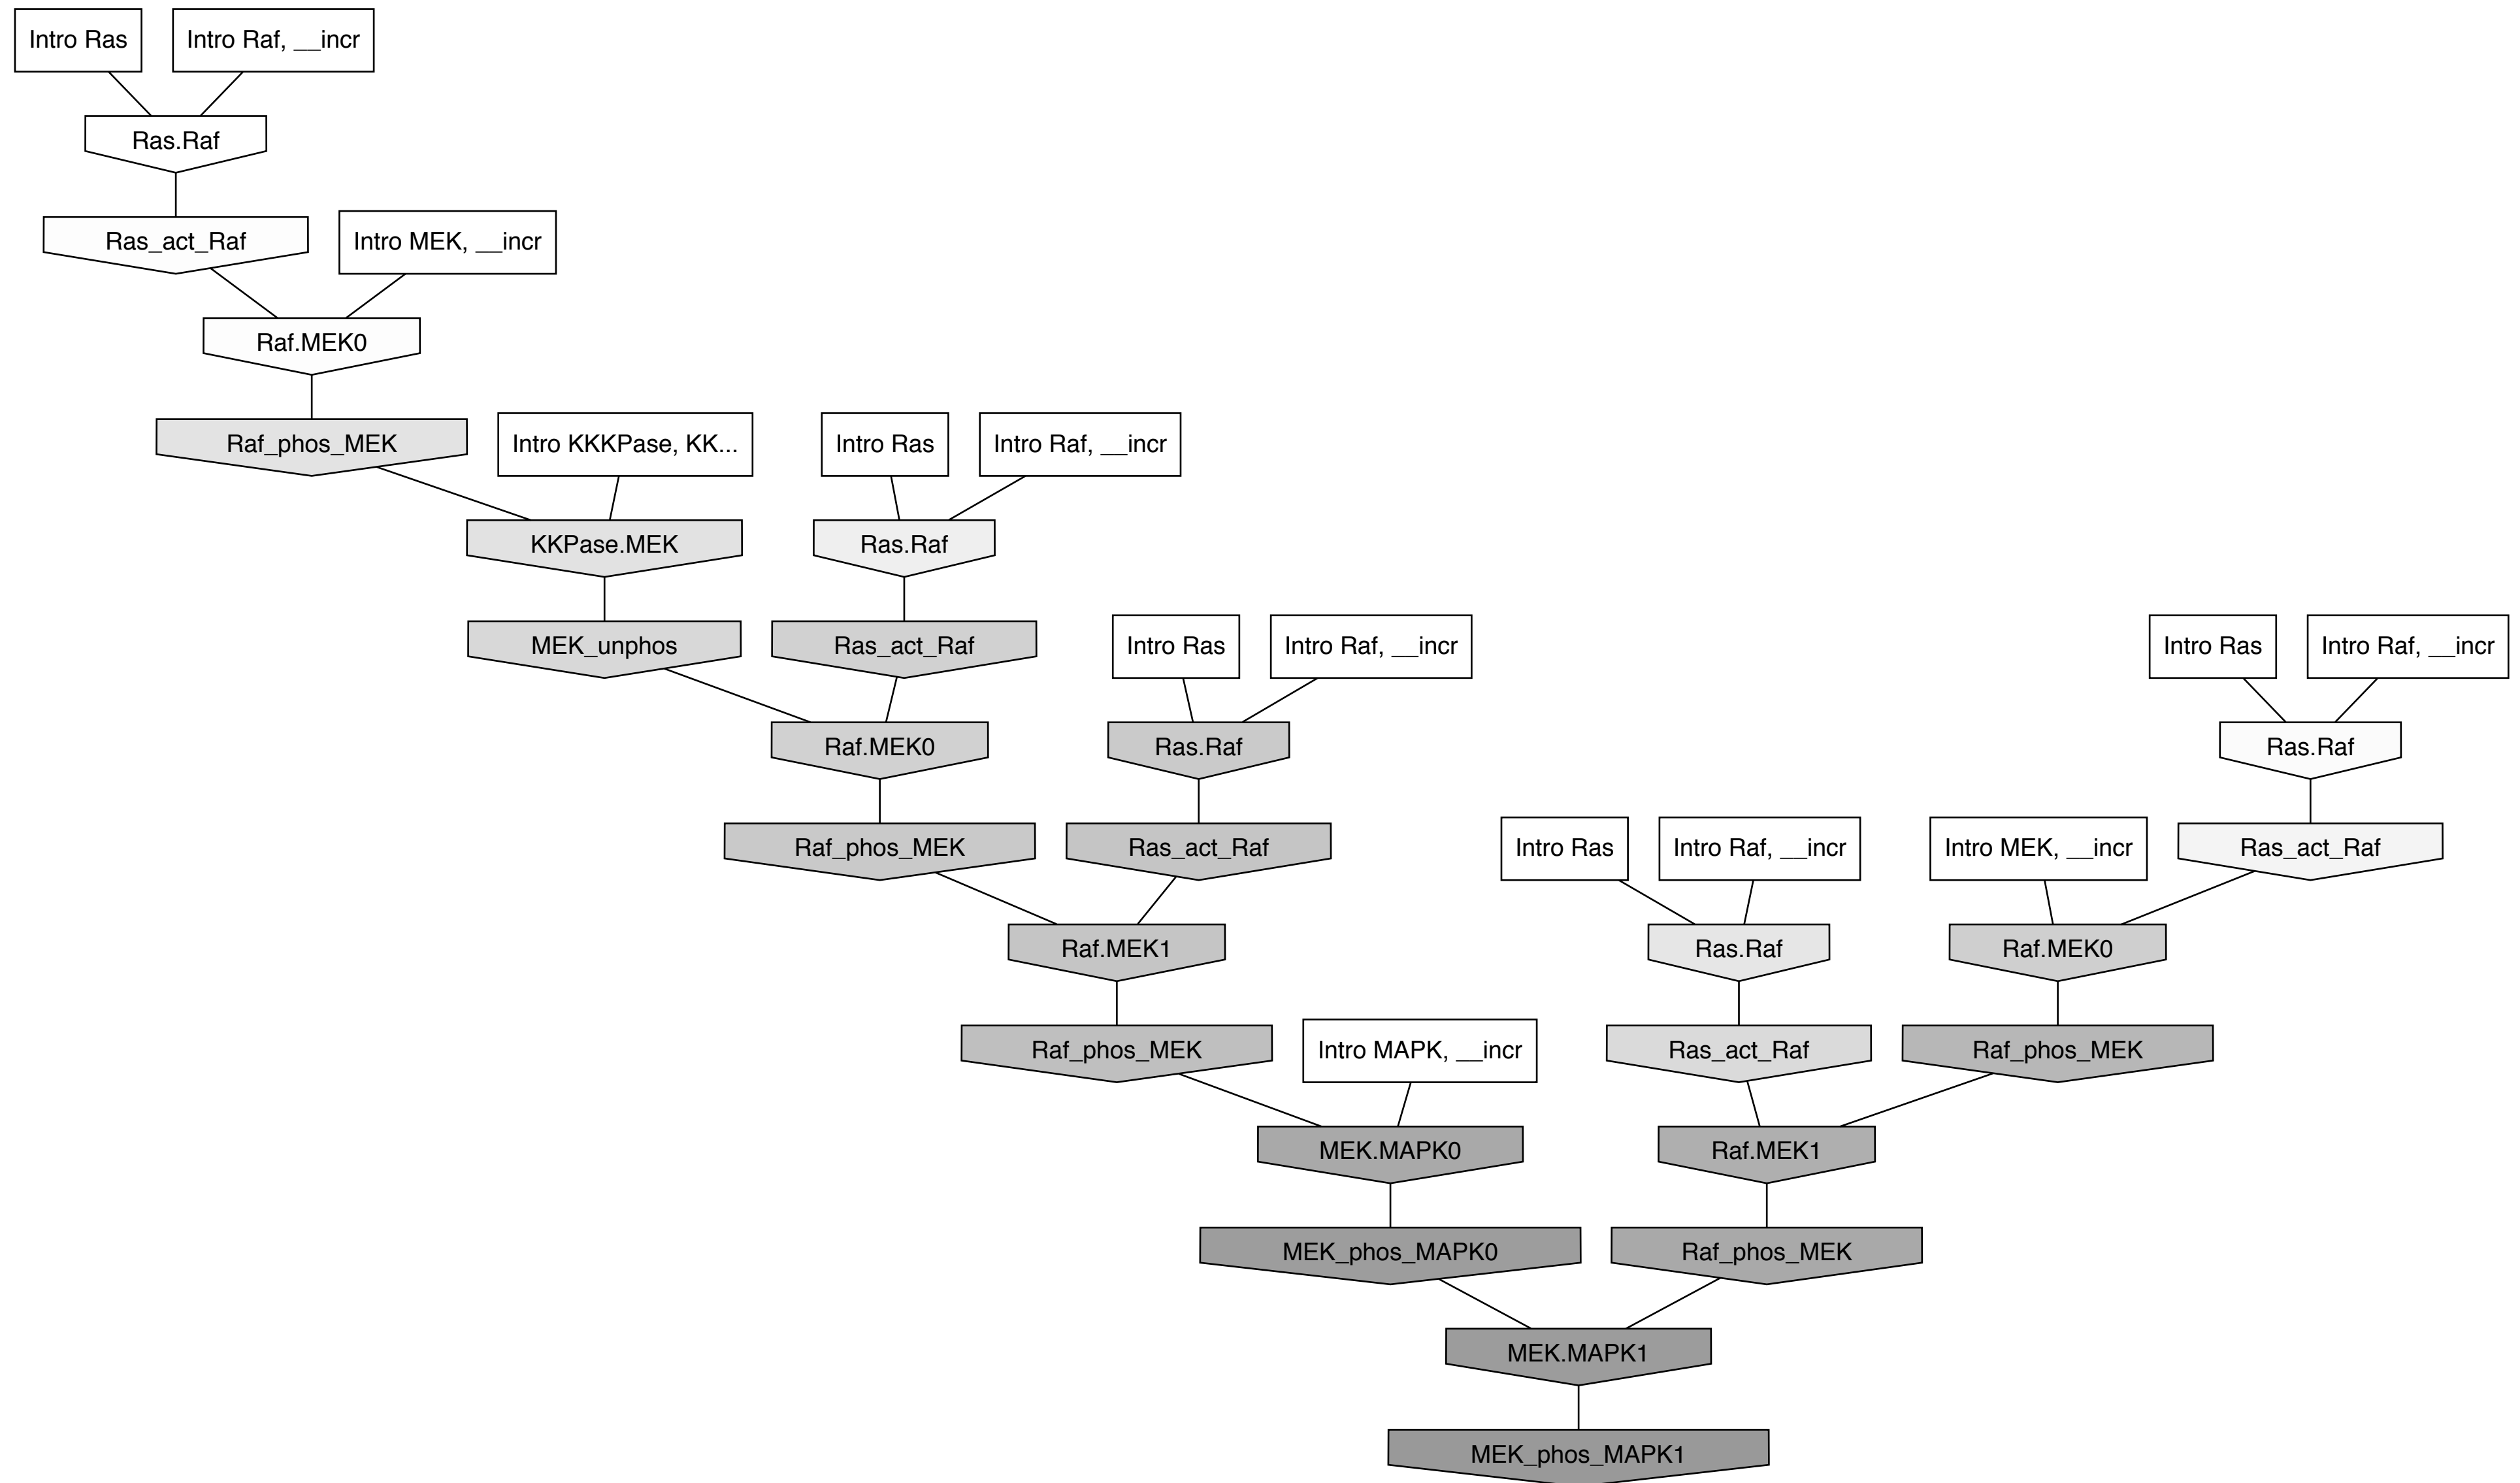 Intro Ras
Intro Raf, __incr
Ras.Raf
Ras_act_Raf
Intro MEK, __incr
Raf.MEK0
Raf_phos_MEK
Intro KKKPase, KK...
Intro Ras
Intro Raf, __incr
KKPase.MEK
Ras.Raf
MEK_unphos
Ras_act_Raf
Intro Ras
Intro Raf, __incr
Intro Ras
Intro Raf, __incr
Raf.MEK0
Ras.Raf
Ras.Raf
Raf_phos_MEK
Ras_act_Raf
Intro Ras
Intro Raf, __incr
Intro MEK, __incr
Ras_act_Raf
Raf.MEK1
Ras.Raf
Raf.MEK0
Raf_phos_MEK
Intro MAPK, __incr
Ras_act_Raf
Raf_phos_MEK
MEK.MAPK0
Raf.MEK1
MEK_phos_MAPK0
Raf_phos_MEK
MEK.MAPK1
MEK_phos_MAPK1